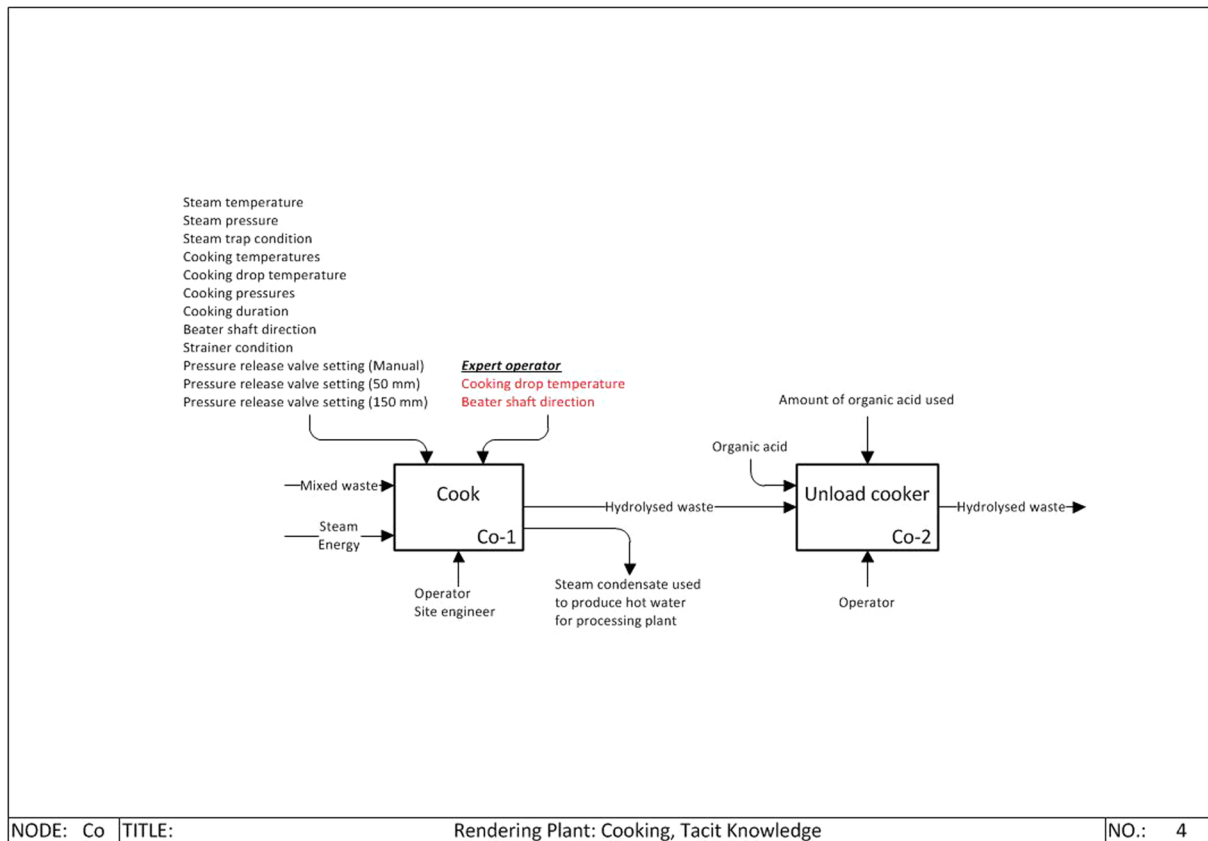 Steam temperature
Steam pressure
Steam trap condition
Cooking temperatures
Cooking drop temperature
Cooking pressures
Cooking duration
Beater shaft direction
Strainer condition
Pressure release valve setting (Manual)
Pressure release valve setting (50 mm)
Pressure release valve setting (150 mm)
Expert operator
Cooking drop temperature
Beater shaft direction
Mixed waste
Steam
Energy
Cook
Co-1
Operator
Site engineer
Hydrolysed waste
Steam condensate used
to produce hot water
for processing plant
Amount of organic acid used
Organic acid
Unload cooker
Co-2
Operator
Hydrolysed waste
NODE: Co TITLE: Rendering Plant: Cooking, Tacit Knowledge NO.: 4